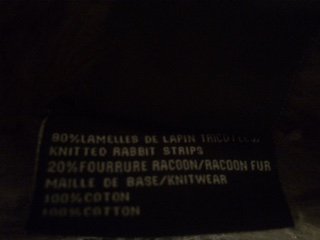 80%LAMELLES DE LAPIN TRICOTEES/
KNITTED RABBIT STRIPS
20%FOURRURE RACOON/RACOON FUR
MAILLE DE BASE/KNITWEAR
100%COTON
100%COTTON